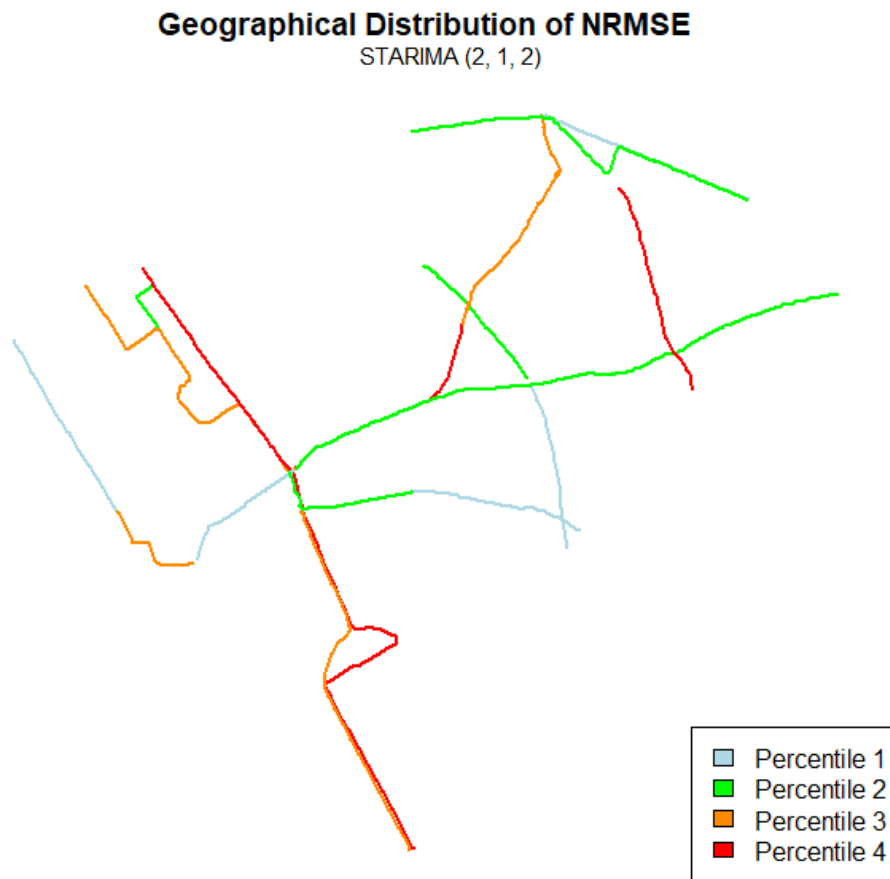 Geographical Distribution of NRMSE
STARIMA (2, 1, 2)
Percentile 1
Percentile 2
Percentile 3
Percentile 4